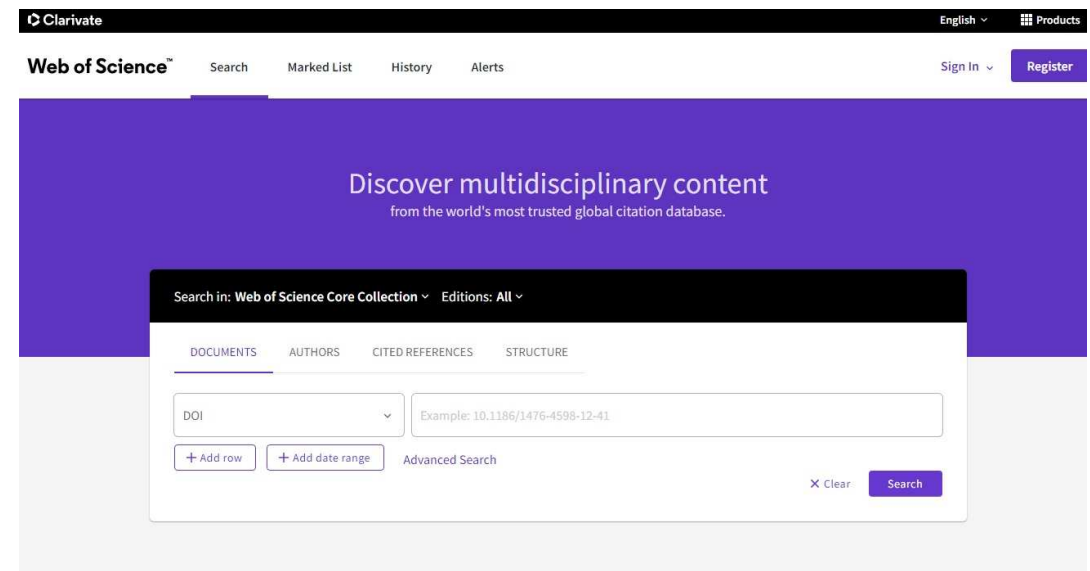 Clarivate English Products
Web of Science™ Search Marked List History Alerts Sign In Register
Discover multidisciplinary content
from the world's most trusted global citation database.
Search in: Web of Science Core Collection Editions: All
DOCUMENTS AUTHORS CITED REFERENCES STRUCTURE
DOI Example: 10.1186/1476-4598-12-41
+ Add row + Add date range Advanced Search
× Clear Search